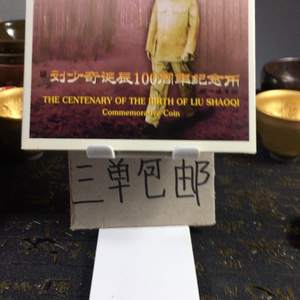 刘少奇诞辰100周年纪念币
THE CENTENARY OF THE BIRTH OF LIU SHAOQI
Commemorative Coin
三单包邮